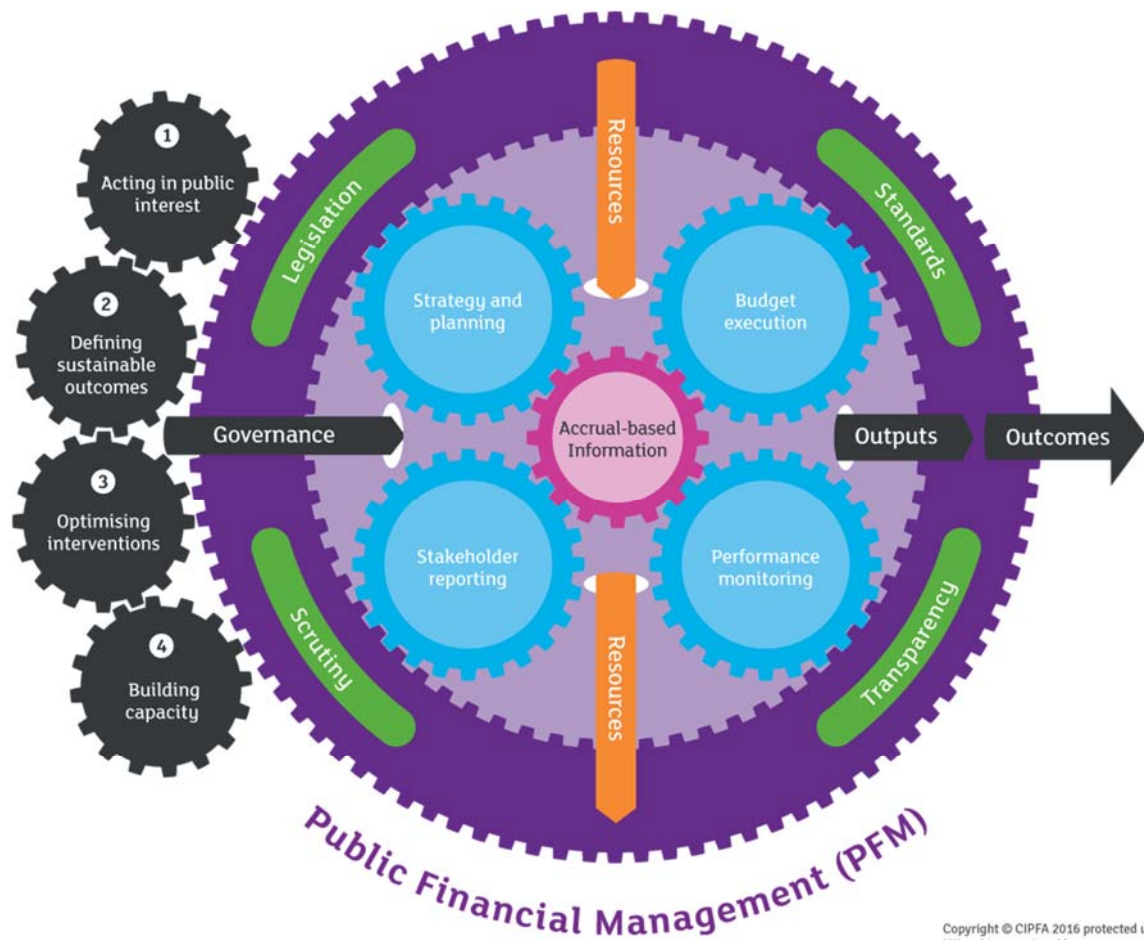 1
Acting in public
interest
2
Defining
sustainable
outcomes
3
Optimising
interventions
4
Building
capacity
Legislation
Resources
Standards
Strategy and
planning
Budget
execution
Governance
Accrual-based
Information
Outputs
Outcomes
Stakeholder
reporting
Performance
monitoring
Scrutiny
Resources
Transparency
Public Financial Management (PFM)
Copyright © CIPFA 2016 protected u